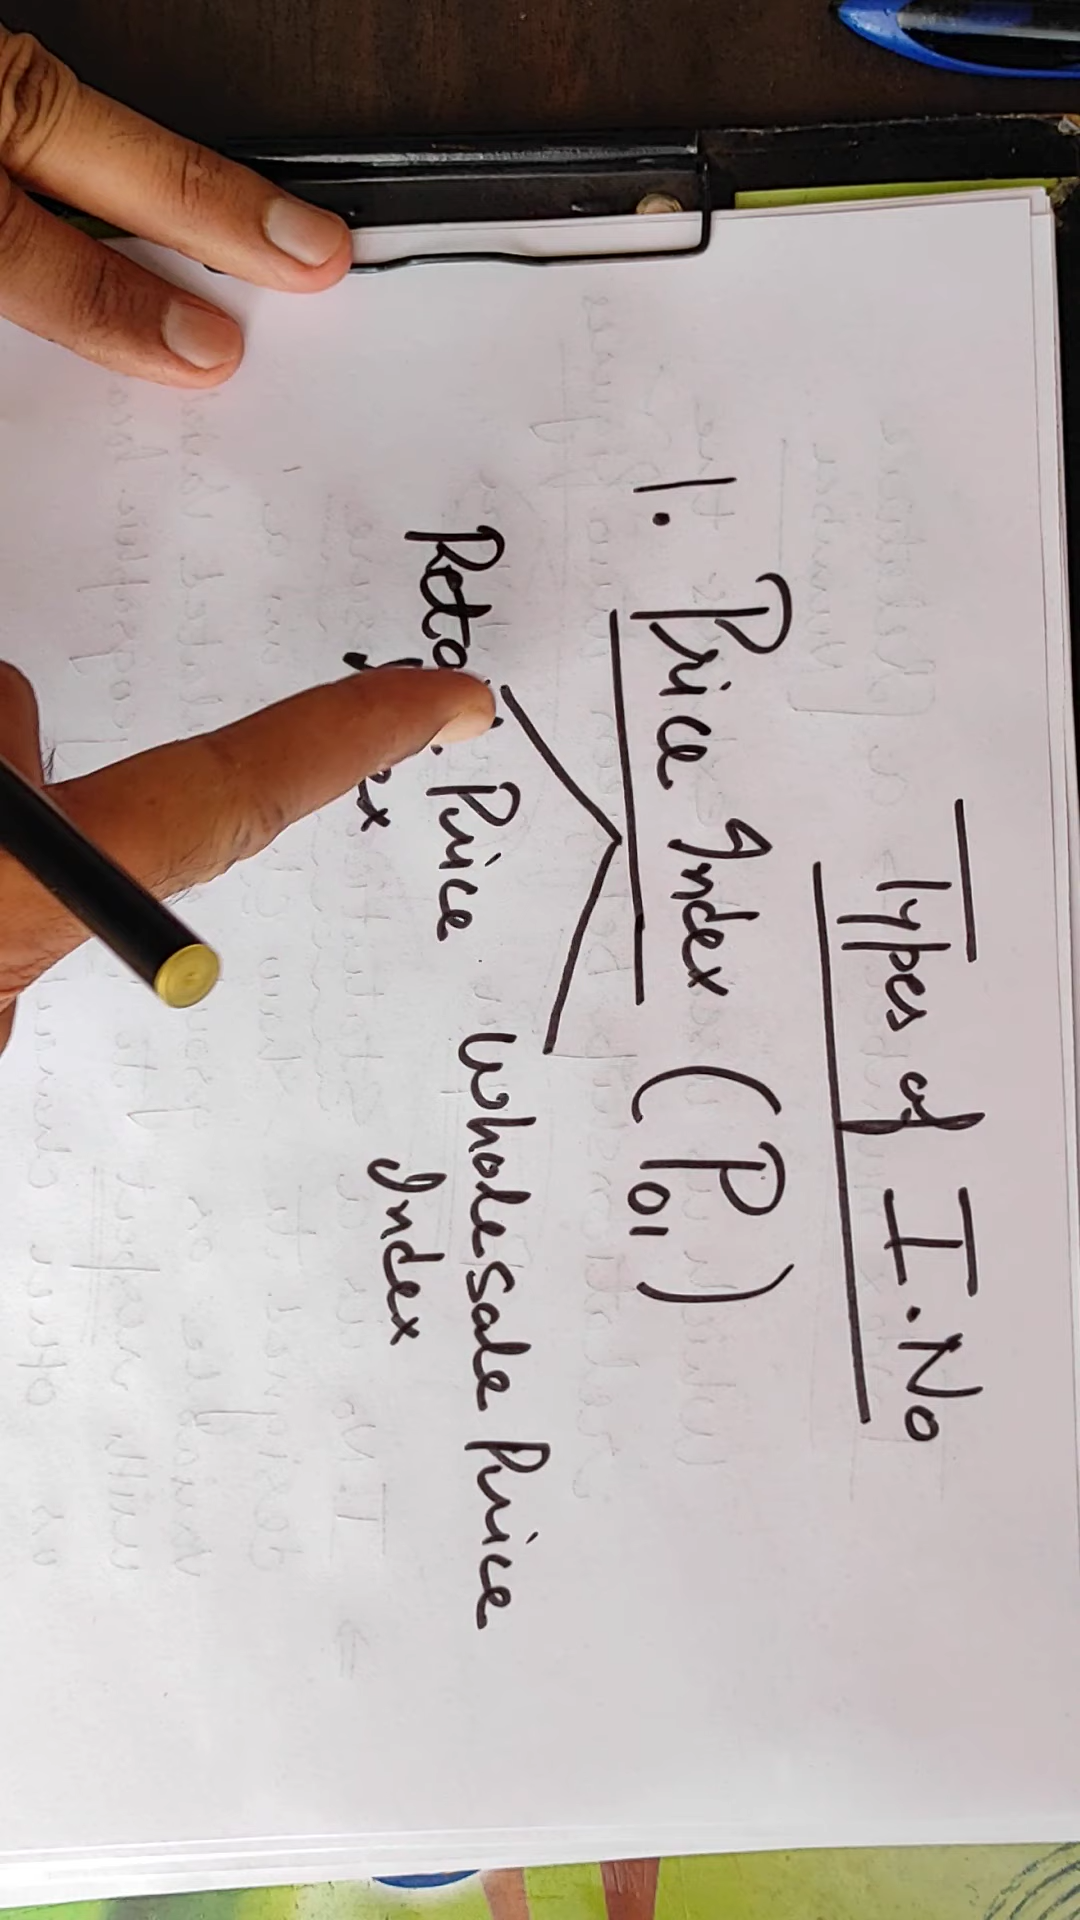 Types of I.No
1. Price Index (P01)
Price Wholesale Price
Index